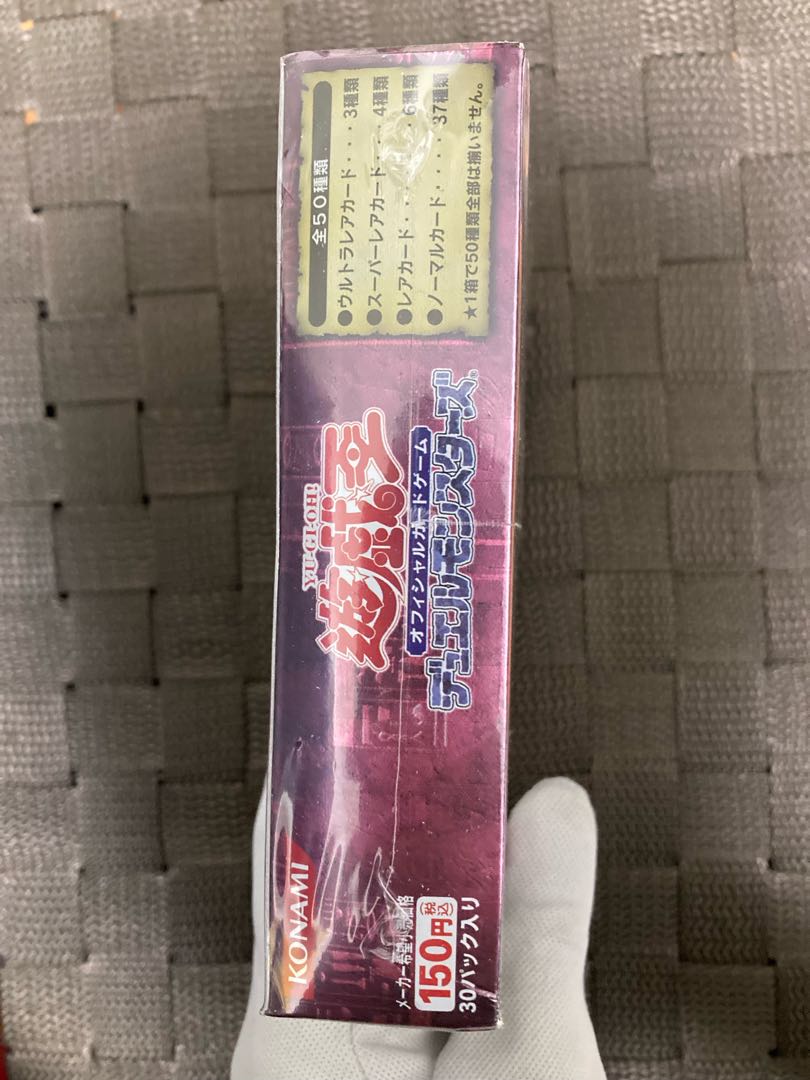 KONAMI
メーカー希望小売価格
150円(税込)
30パック入り
YU-GI-OH!
遊戯王
オフィシャルカードゲーム
デュエルモンスターズ®
全50種類
●ウルトラレアカード・・・3種類
●スーパーレアカード・・・4種類
●レアカード・・・・・・6種類
●ノーマルカード・・・・・37種類
★1箱で50種類全部は揃いません。